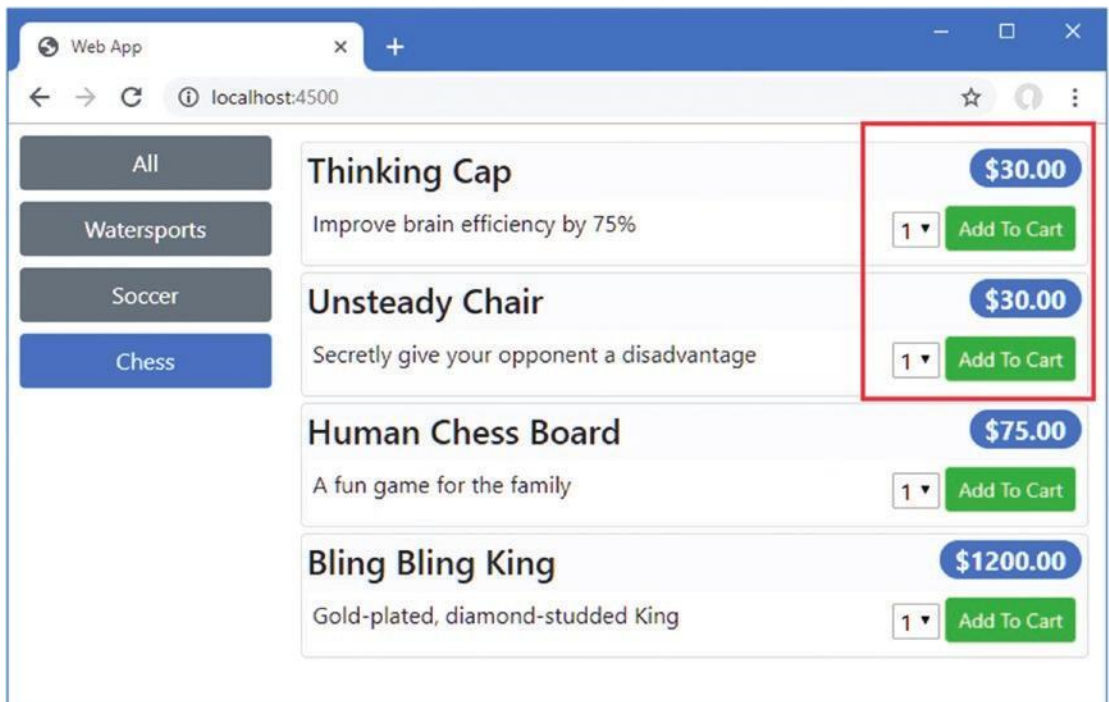 Web App
localhost:4500
All
Watersports
Soccer
Chess
Thinking Cap
$30.00
Improve brain efficiency by 75%
1
Add To Cart
Unsteady Chair
$30.00
Secretly give your opponent a disadvantage
1
Add To Cart
Human Chess Board
$75.00
A fun game for the family
1
Add To Cart
Bling Bling King
$1200.00
Gold-plated, diamond-studded King
1
Add To Cart